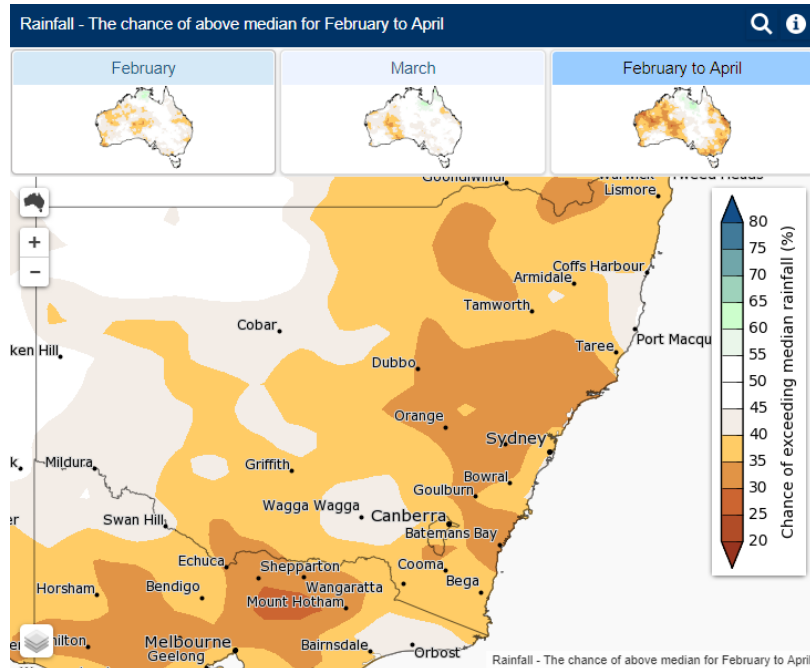 Rainfall - The chance of above median for February to April
February
March
February to April
Goondiwindi
Warwick
Tweed Heads
Lismore
+
−
80
75
70
65
60
55
50
45
40
35
30
25
20
Chance of exceeding median rainfall (%)
Coffs Harbour
Armidale
Tamworth
Cobar
Port Macqu
ken Hill
Taree
Dubbo
Orange
Sydney
k
Mildura
Griffith
Bowral
Goulburn
Wagga Wagga
er
Swan Hill
Canberra
Batemans Bay
Echuca
Shepparton
Cooma
Horsham
Bendigo
Wangaratta
Bega
Mount Hotham
milton
Melbourne
Bairnsdale
Orbost
Geelong
Rainfall - The chance of above median for February to April